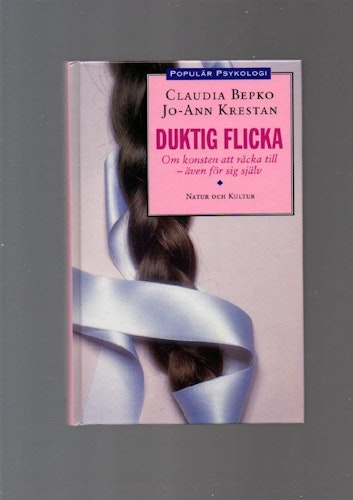 POPULÄR PSYKOLOGI
CLAUDIA BEPKO
JO-ANN KRESTAN
DUKTIG FLICKA
Om konsten att räcka till
– även för sig själv
NATUR OCH KULTUR